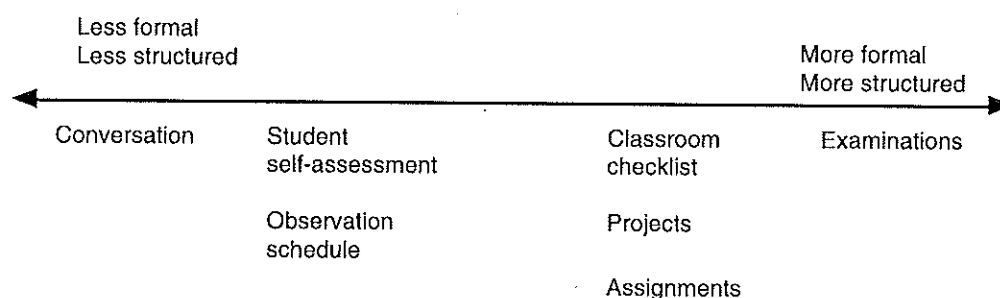 Less formal
Less structured
More formal
More structured
Conversation
Student
self-assessment
Classroom
checklist
Examinations
Observation
schedule
Projects
Assignments